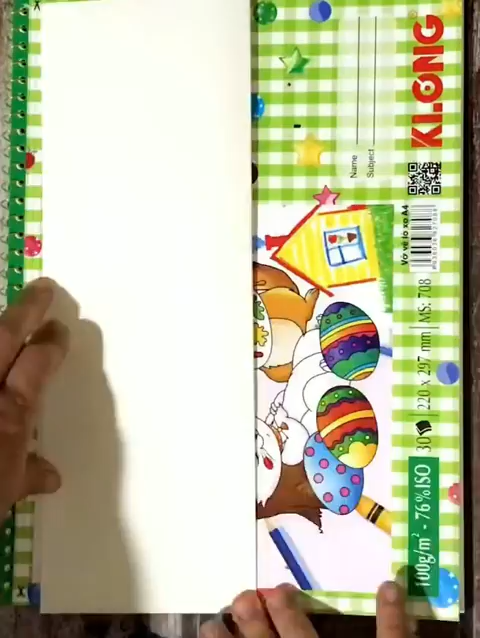 KLONG
Name
Subject
Vở vẽ lò xo A4
30 | 220 x 297 mm | MS: 708
100g/m² - 76%ISO